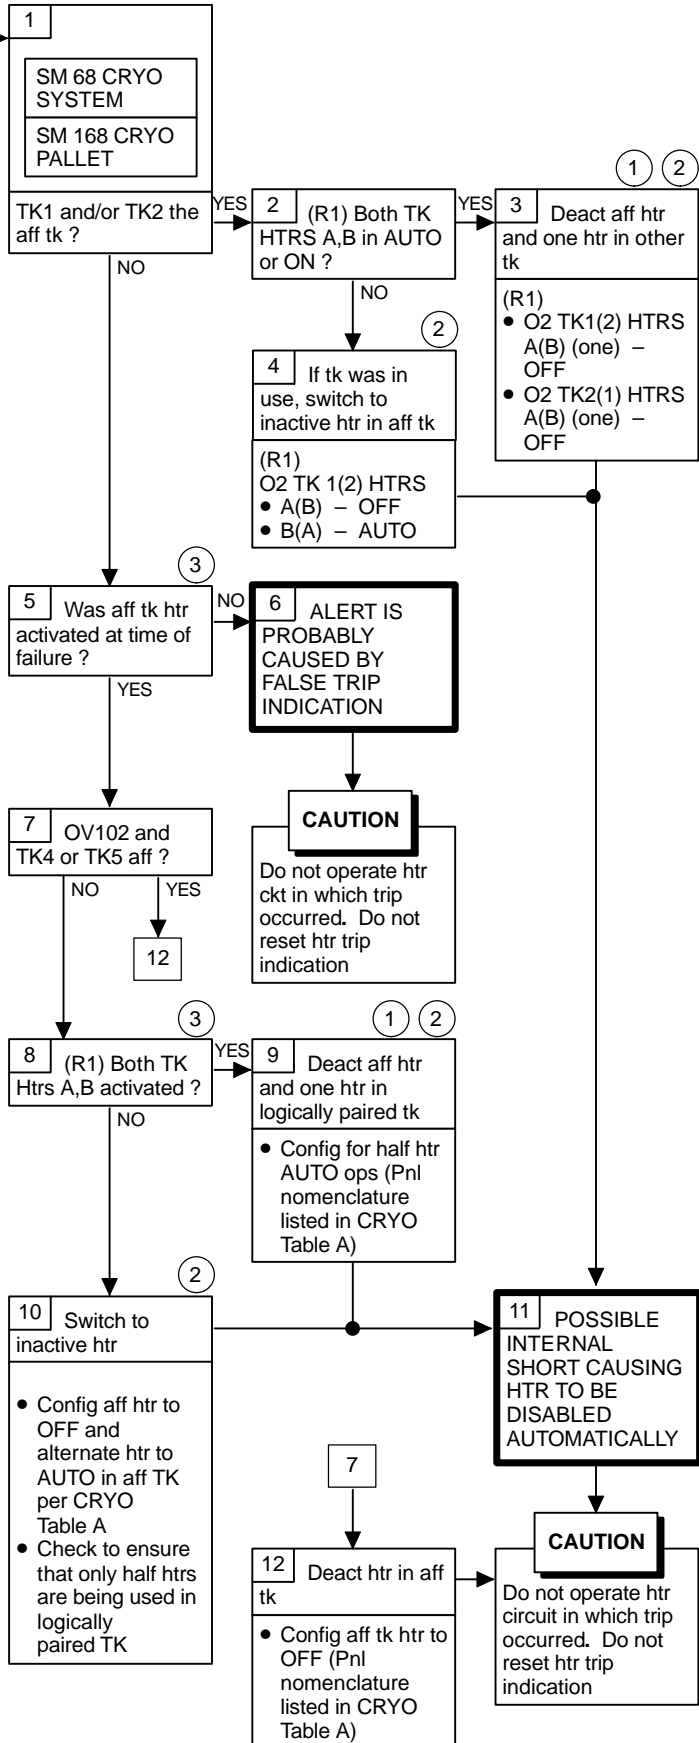 1
SM 68 CRYO
SYSTEM
SM 168 CRYO
PALLET
TK1 and/or TK2 the
aff tk ?
YES
NO
2
(R1) Both TK
HTRS A,B in AUTO
or ON ?
YES
NO
1 2
3
Deact aff htr
and one htr in other
tk
(R1)
• O2 TK1(2) HTRS
A(B) (one) –
OFF
• O2 TK2(1) HTRS
A(B) (one) –
OFF
2
4
If tk was in
use, switch to
inactive htr in aff tk
(R1)
O2 TK 1(2) HTRS
• A(B) – OFF
• B(A) – AUTO
3
5
Was aff tk htr
activated at time of
failure ?
NO
YES
6
ALERT IS
PROBABLY
CAUSED BY
FALSE TRIP
INDICATION
CAUTION
Do not operate htr
ckt in which trip
occurred. Do not
reset htr trip
indication
7
OV102 and
TK4 or TK5 aff ?
NO
YES
12
3
8
(R1) Both TK
Htrs A,B activated ?
YES
NO
1 2
9
Deact aff htr
and one htr in
logically paired tk
• Config for half htr
AUTO ops (Pnl
nomenclature
listed in CRYO
Table A)
2
10
Switch to
inactive htr
• Config aff htr to
OFF and
alternate htr to
AUTO in aff TK
per CRYO
Table A
• Check to ensure
that only half htrs
are being used in
logically
paired TK
11
POSSIBLE
INTERNAL
SHORT CAUSING
HTR TO BE
DISABLED
AUTOMATICALLY
7
12
Deact htr in aff
tk
• Config aff tk htr to
OFF (Pnl
nomenclature
listed in CRYO
Table A)
CAUTION
Do not operate htr
circuit in which trip
occurred. Do not
reset htr trip
indication